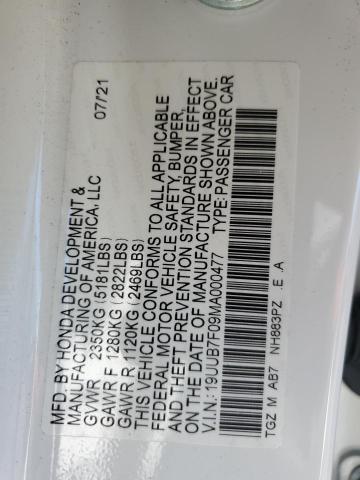 MFD. BY HONDA DEVELOPMENT &
MANUFACTURING OF AMERICA, LLC 07/'21
GVWR 2350KG (5181LBS)
GAWR F 1280KG (2822LBS)
GAWR R 1120KG (2469LBS)
THIS VEHICLE CONFORMS TO ALL APPLICABLE
FEDERAL MOTOR VEHICLE SAFETY, BUMPER,
AND THEFT PREVENTION STANDARDS IN EFFECT
ON THE DATE OF MANUFACTURE SHOWN ABOVE.
V.I.N.: 19UUB7F09MA000477 TYPE: PASSENGER CAR
TGZ M AB7 NH883PZ .E .A